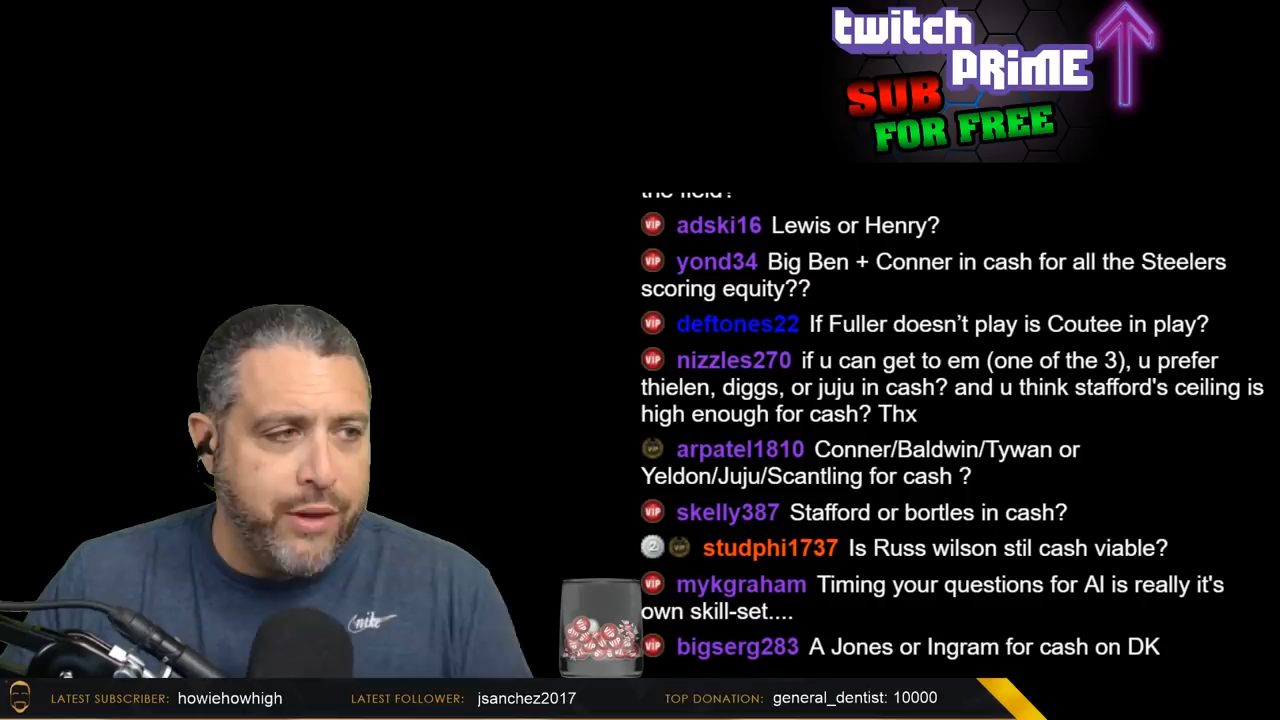 twitch
PRiME
SUB
FOR FREE
the field?
adski16 Lewis or Henry?
yond34 Big Ben + Conner in cash for all the Steelers
scoring equity??
deftones22 If Fuller doesn’t play is Coutee in play?
nizzles270 if u can get to em (one of the 3), u prefer
thielen, diggs, or juju in cash? and u think stafford's ceiling is
high enough for cash? Thx
arpatel1810 Conner/Baldwin/Tywan or
Yeldon/Juju/Scantling for cash ?
skelly387 Stafford or bortles in cash?
studphi1737 Is Russ wilson stil cash viable?
mykgraham Timing your questions for Al is really it's
own skill-set....
bigserg283 A Jones or Ingram for cash on DK
nike
LATEST SUBSCRIBER: howiehowhigh LATEST FOLLOWER: jsanchez2017 TOP DONATION: general_dentist: 10000